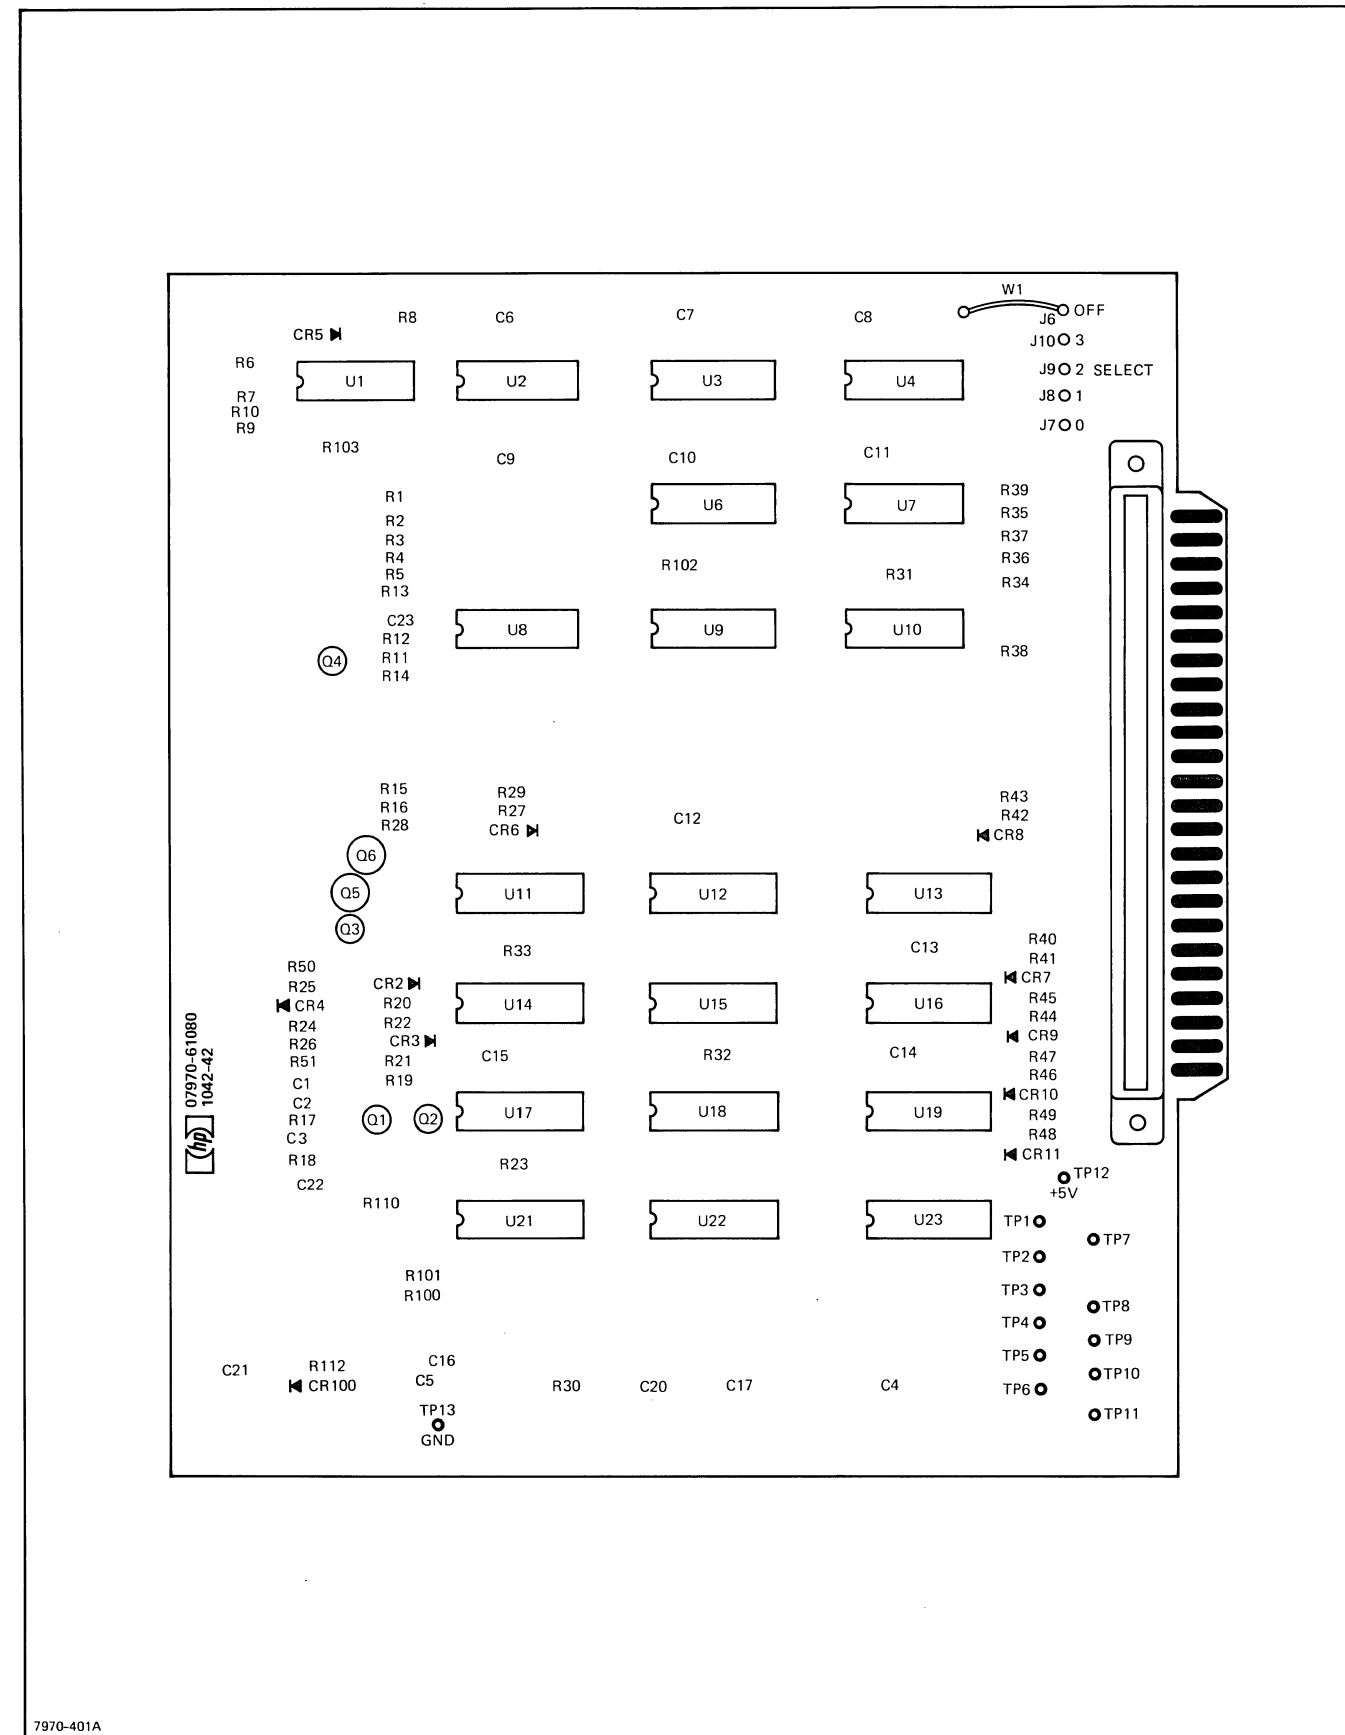 W1
R8 C6 C7 C8
J6 OFF
CR5
J10 3
R6
J9 2 SELECT
U1 U2 U3 U4
R7
J8 1
R10
R9
J7 0
R103
C9 C10 C11
R1
R39
U6 U7
R2
R35
R3
R37
R4
R36
R102
R5
R31
R34
R13
C23
U8 U9 U10
R12
Q4
R11
R38
R14
R15
R29
R43
R16
R27
C12
R42
R28
CR6
CR8
Q6
Q5
U11 U12 U13
Q3
R40
R33
C13
R41
R50
CR7
R25
CR2
R45
CR4
R20
U14 U15 U16
R44
R24
R22
CR9
R26
CR3
R47
R51
R21
C15 R32 C14
R46
C1
R19
CR10
C2
R49
R17
Q1 Q2
U17 U18 U19
C3
R48
R18
R23
CR11
C22
TP12
+5V
R110
U21 U22 U23
TP1
TP7
TP2
R101
R100
TP3
TP8
TP4
TP9
TP5
C21
R112
C16
TP10
CR100
C5
R30 C20 C17 C4
TP6
TP13
TP11
GND
07970-61080
1042-42
hp
7970-401A